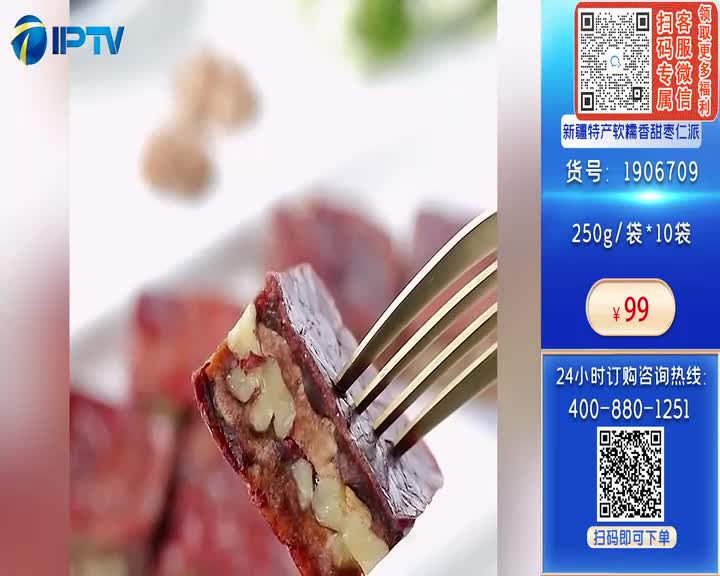 IPTV
扫码专属
客服微信
领取更多福利
新疆特产软糯香甜枣仁派
货号: 1906709
250g/袋*10袋
¥99
24小时订购咨询热线:
400-880-1251
扫码即可下单